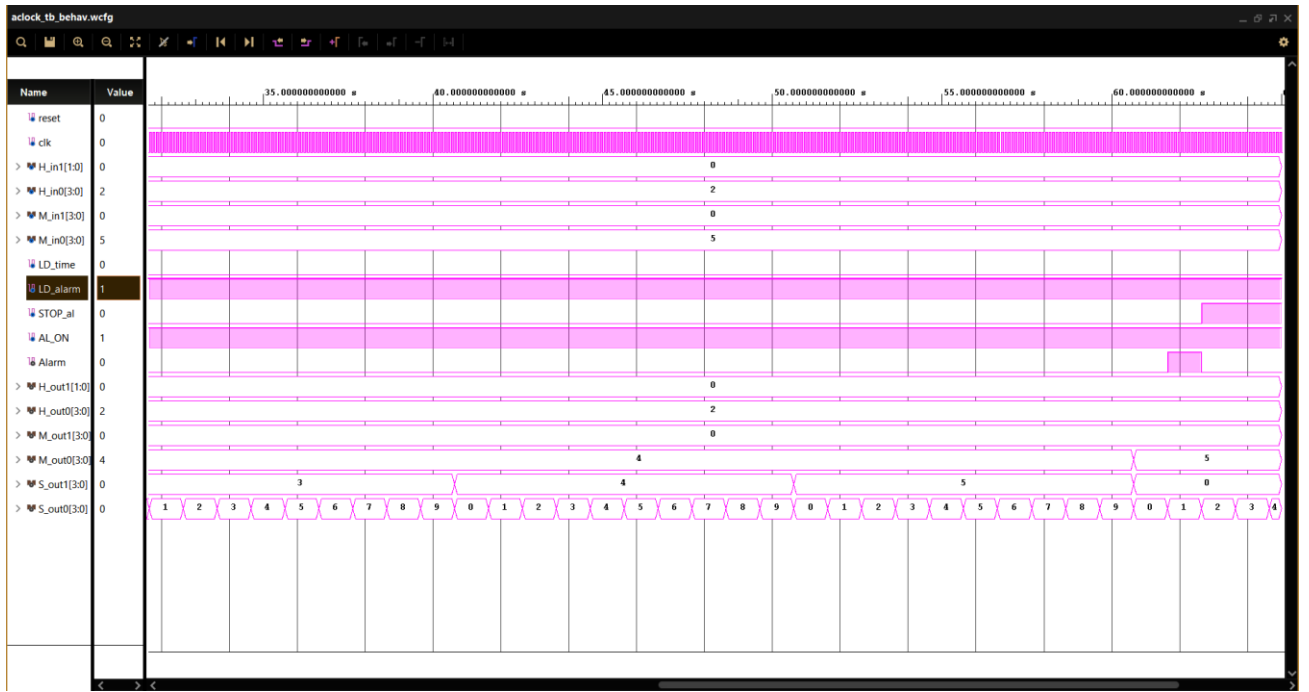 aclock_tb_behav.wcfg
Name Value
35.000000000000 s 40.000000000000 s 45.000000000000 s 50.000000000000 s 55.000000000000 s 60.000000000000 s
reset 0
clk 0
H_in1[1:0] 0 0
H_in0[3:0] 2 2
M_in1[3:0] 0 0
M_in0[3:0] 5 5
LD_time 0
LD_alarm 1
STOP_al 0
AL_ON 1
Alarm 0
H_out1[1:0] 0 0
H_out0[3:0] 2 2
M_out1[3:0] 0 0
M_out0[3:0] 4 4 5
S_out1[3:0] 0 3 4 5 0
S_out0[3:0] 0 1 2 3 4 5 6 7 8 9 0 1 2 3 4 5 6 7 8 9 0 1 2 3 4 5 6 7 8 9 0 1 2 3 4